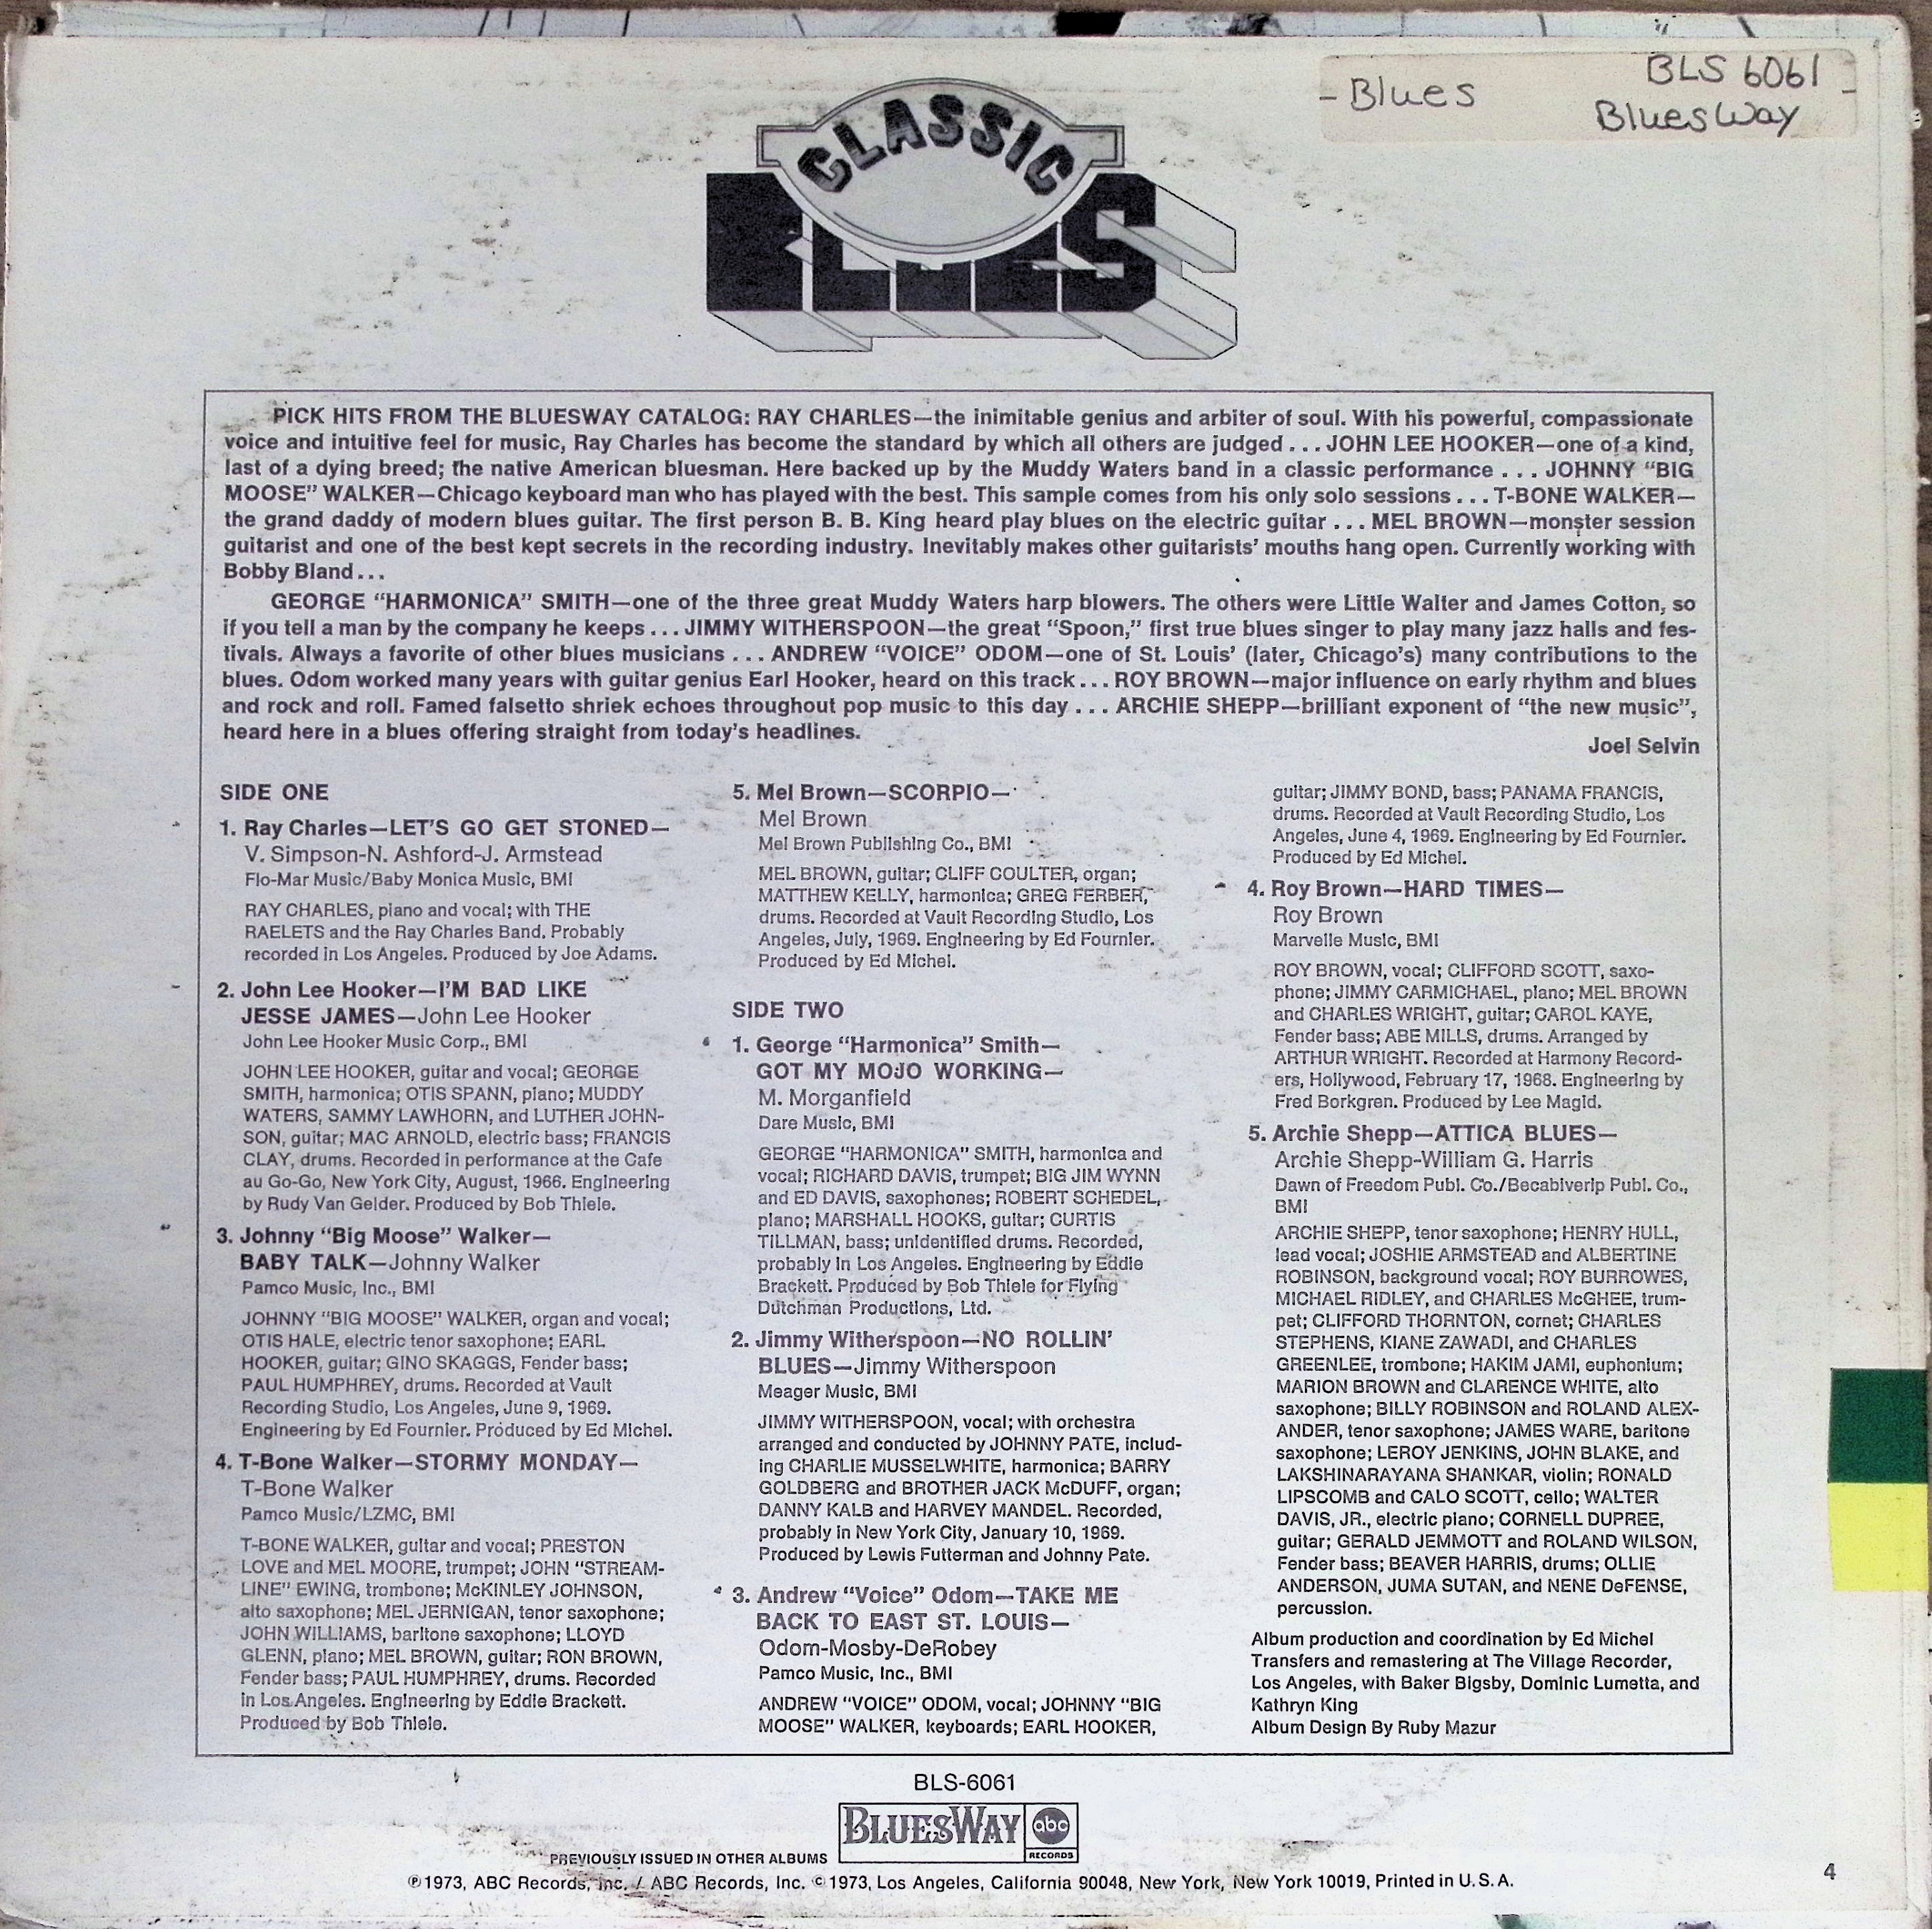 - Blues
BLS 6061 -
BluesWay
CLASSIC
BLUES
PICK HITS FROM THE BLUESWAY CATALOG: RAY CHARLES—the inimitable genius and arbiter of soul. With his powerful, compassionate
voice and intuitive feel for music, Ray Charles has become the standard by which all others are judged . . . JOHN LEE HOOKER—one of a kind,
last of a dying breed; the native American bluesman. Here backed up by the Muddy Waters band in a classic performance . . . JOHNNY “BIG
MOOSE” WALKER—Chicago keyboard man who has played with the best. This sample comes from his only solo sessions . . . T-BONE WALKER—
the grand daddy of modern blues guitar. The first person B. B. King heard play blues on the electric guitar . . . MEL BROWN—monster session
guitarist and one of the best kept secrets in the recording industry. Inevitably makes other guitarists’ mouths hang open. Currently working with
Bobby Bland . . .
GEORGE “HARMONICA” SMITH—one of the three great Muddy Waters harp blowers. The others were Little Walter and James Cotton, so
if you tell a man by the company he keeps . . . JIMMY WITHERSPOON—the great “Spoon,” first true blues singer to play many jazz halls and fes-
tivals. Always a favorite of other blues musicians . . . ANDREW “VOICE” ODOM—one of St. Louis’ (later, Chicago’s) many contributions to the
blues. Odom worked many years with guitar genius Earl Hooker, heard on this track . . . ROY BROWN—major influence on early rhythm and blues
and rock and roll. Famed falsetto shriek echoes throughout pop music to this day . . . ARCHIE SHEPP—brilliant exponent of “the new music”,
heard here in a blues offering straight from today’s headlines.
Joel Selvin
SIDE ONE
1. Ray Charles—LET’S GO GET STONED—
V. Simpson-N. Ashford-J. Armstead
Flo-Mar Music/Baby Monica Music, BMI
RAY CHARLES, piano and vocal; with THE
RAELETS and the Ray Charles Band. Probably
recorded in Los Angeles. Produced by Joe Adams.
2. John Lee Hooker—I’M BAD LIKE
JESSE JAMES—John Lee Hooker
John Lee Hooker Music Corp., BMI
JOHN LEE HOOKER, guitar and vocal; GEORGE
SMITH, harmonica; OTIS SPANN, piano; MUDDY
WATERS, SAMMY LAWHORN, and LUTHER JOHN-
SON, guitar; MAC ARNOLD, electric bass; FRANCIS
CLAY, drums. Recorded in performance at the Cafe
au Go-Go, New York City, August, 1966. Engineering
by Rudy Van Gelder. Produced by Bob Thiele.
3. Johnny “Big Moose” Walker—
BABY TALK—Johnny Walker
Pamco Music, Inc., BMI
JOHNNY “BIG MOOSE” WALKER, organ and vocal;
OTIS HALE, electric tenor saxophone; EARL
HOOKER, guitar; GINO SKAGGS, Fender bass;
PAUL HUMPHREY, drums. Recorded at Vault
Recording Studio, Los Angeles, June 9, 1969.
Engineering by Ed Fournier. Produced by Ed Michel.
4. T-Bone Walker—STORMY MONDAY—
T-Bone Walker
Pamco Music/LZMC, BMI
T-BONE WALKER, guitar and vocal; PRESTON
LOVE and MEL MOORE, trumpet; JOHN “STREAM-
LINE” EWING, trombone; McKINLEY JOHNSON,
alto saxophone; MEL JERNIGAN, tenor saxophone;
JOHN WILLIAMS, baritone saxophone; LLOYD
GLENN, piano; MEL BROWN, guitar; RON BROWN,
Fender bass; PAUL HUMPHREY, drums. Recorded
in Los Angeles. Engineering by Eddie Brackett.
Produced by Bob Thiele.
5. Mel Brown—SCORPIO—
Mel Brown
Mel Brown Publishing Co., BMI
MEL BROWN, guitar; CLIFF COULTER, organ;
MATTHEW KELLY, harmonica; GREG FERBER,
drums. Recorded at Vault Recording Studio, Los
Angeles, July, 1969. Engineering by Ed Fournier.
Produced by Ed Michel.
SIDE TWO
1. George “Harmonica” Smith—
GOT MY MOJO WORKING—
M. Morganfield
Dare Music, BMI
GEORGE “HARMONICA” SMITH, harmonica and
vocal; RICHARD DAVIS, trumpet; BIG JIM WYNN
and ED DAVIS, saxophones; ROBERT SCHEDEL,
piano; MARSHALL HOOKS, guitar; CURTIS
TILLMAN, bass; unidentified drums. Recorded,
probably in Los Angeles. Engineering by Eddie
Brackett. Produced by Bob Thiele for Flying
Dutchman Productions, Ltd.
2. Jimmy Witherspoon—NO ROLLIN’
BLUES—Jimmy Witherspoon
Meager Music, BMI
JIMMY WITHERSPOON, vocal; with orchestra
arranged and conducted by JOHNNY PATE, includ-
ing CHARLIE MUSSELWHITE, harmonica; BARRY
GOLDBERG and BROTHER JACK McDUFF, organ;
DANNY KALB and HARVEY MANDEL. Recorded,
probably in New York City, January 10, 1969.
Produced by Lewis Futterman and Johnny Pate.
3. Andrew “Voice” Odom—TAKE ME
BACK TO EAST ST. LOUIS—
Odom-Mosby-DeRobey
Pamco Music, Inc., BMI
ANDREW “VOICE” ODOM, vocal; JOHNNY “BIG
MOOSE” WALKER, keyboards; EARL HOOKER,
guitar; JIMMY BOND, bass; PANAMA FRANCIS,
drums. Recorded at Vault Recording Studio, Los
Angeles, June 4, 1969. Engineering by Ed Fournier.
Produced by Ed Michel.
4. Roy Brown—HARD TIMES—
Roy Brown
Marvelle Music, BMI
ROY BROWN, vocal; CLIFFORD SCOTT, saxo-
phone; JIMMY CARMICHAEL, piano; MEL BROWN
and CHARLES WRIGHT, guitar; CAROL KAYE,
Fender bass; ABE MILLS, drums. Arranged by
ARTHUR WRIGHT. Recorded at Harmony Record-
ers, Hollywood, February 17, 1968. Engineering by
Fred Borkgren. Produced by Lee Magid.
5. Archie Shepp—ATTICA BLUES—
Archie Shepp-William G. Harris
Dawn of Freedom Publ. Co./Becabiverip Publ. Co.,
BMI
ARCHIE SHEPP, tenor saxophone; HENRY HULL,
lead vocal; JOSHIE ARMSTEAD and ALBERTINE
ROBINSON, background vocal; ROY BURROWES,
MICHAEL RIDLEY, and CHARLES McGHEE, trum-
pet; CLIFFORD THORNTON, cornet; CHARLES
STEPHENS, KIANE ZAWADI, and CHARLES
GREENLEE, trombone; HAKIM JAMI, euphonium;
MARION BROWN and CLARENCE WHITE, alto
saxophone; BILLY ROBINSON and ROLAND ALEX-
ANDER, tenor saxophone; JAMES WARE, baritone
saxophone; LEROY JENKINS, JOHN BLAKE, and
LAKSHINARAYANA SHANKAR, violin; RONALD
LIPSCOMB and CALO SCOTT, cello; WALTER
DAVIS, JR., electric piano; CORNELL DUPREE,
guitar; GERALD JEMMOTT and ROLAND WILSON,
Fender bass; BEAVER HARRIS, drums; OLLIE
ANDERSON, JUMA SUTAN, and NENE DeFENSE,
percussion.
Album production and coordination by Ed Michel
Transfers and remastering at The Village Recorder,
Los Angeles, with Baker Bigsby, Dominic Lumetta, and
Kathryn King
Album Design By Ruby Mazur
BLS-6061
BLUESWAY abc
RECORDS
PREVIOUSLY ISSUED IN OTHER ALBUMS
℗1973, ABC Records, Inc. / ABC Records, Inc. ©1973, Los Angeles, California 90048, New York, New York 10019, Printed in U.S.A.
4